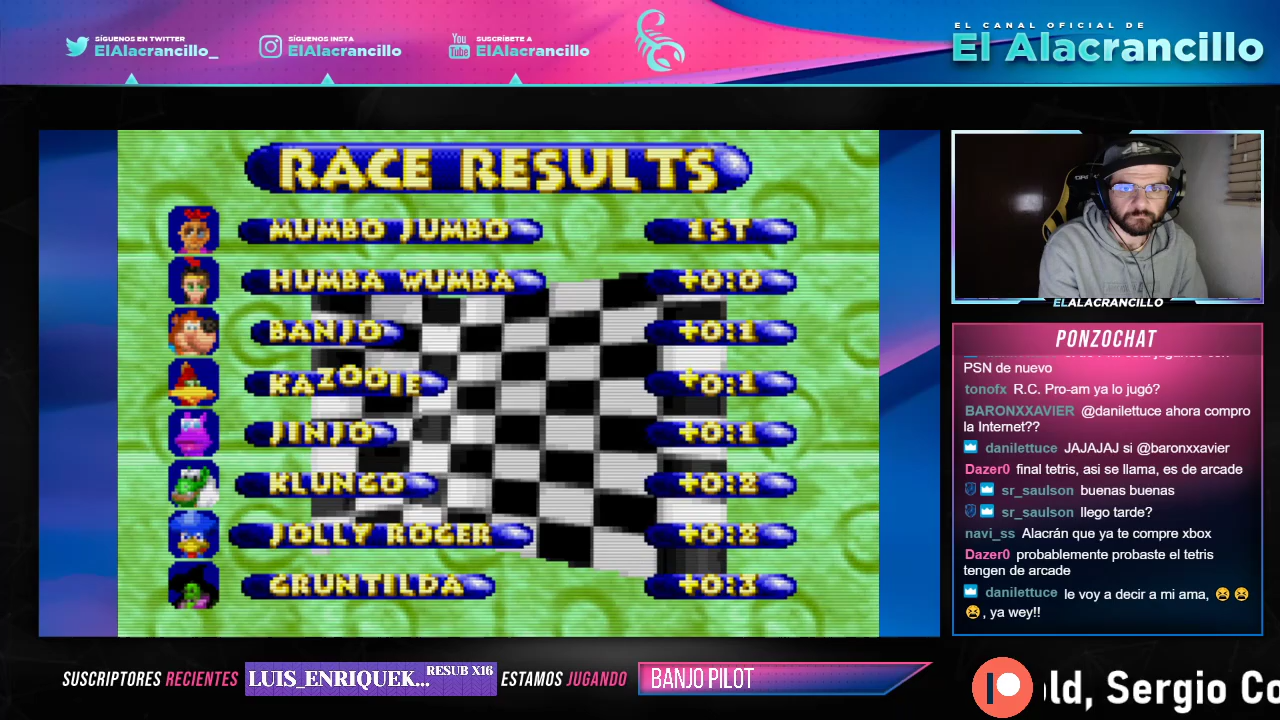 SÍGUENOS EN TWITTER
ElAlacrancillo_
SÍGUENOS INSTA
ElAlacrancillo
You
Tube
SUSCRÍBETE A
ElAlacrancillo
EL CANAL OFICIAL DE
El Alacrancillo
RACE RESULTS
MUMBO JUMBO 1ST
HUMBA WUMBA +0:0
BANJO +0:1
KAZOOIE +0:1
JINJO +0:1
KLUNGO +0:2
JOLLY ROGER +0:2
GRUNTILDA +0:3
ELALACRANCILLO
PONZOCHAT
PSN de nuevo
tonofx R.C. Pro-am ya lo jugó?
BARONXXAVIER @danilettuce ahora compro
la Internet??
danilettuce JAJAJAJ si @baronxxavier
Dazer0 final tetris, asi se llama, es de arcade
sr_saulson buenas buenas
sr_saulson llego tarde?
navi_ss Alacrán que ya te compre xbox
Dazer0 probablemente probaste el tetris
tengen de arcade
danilettuce le voy a decir a mi ama, 😫 😫
😫, ya wey!!
SUSCRIPTORES RECIENTES LUIS_ENRIQUEK... RESUB X16 ESTAMOS JUGANDO BANJO PILOT
ld, Sergio Co